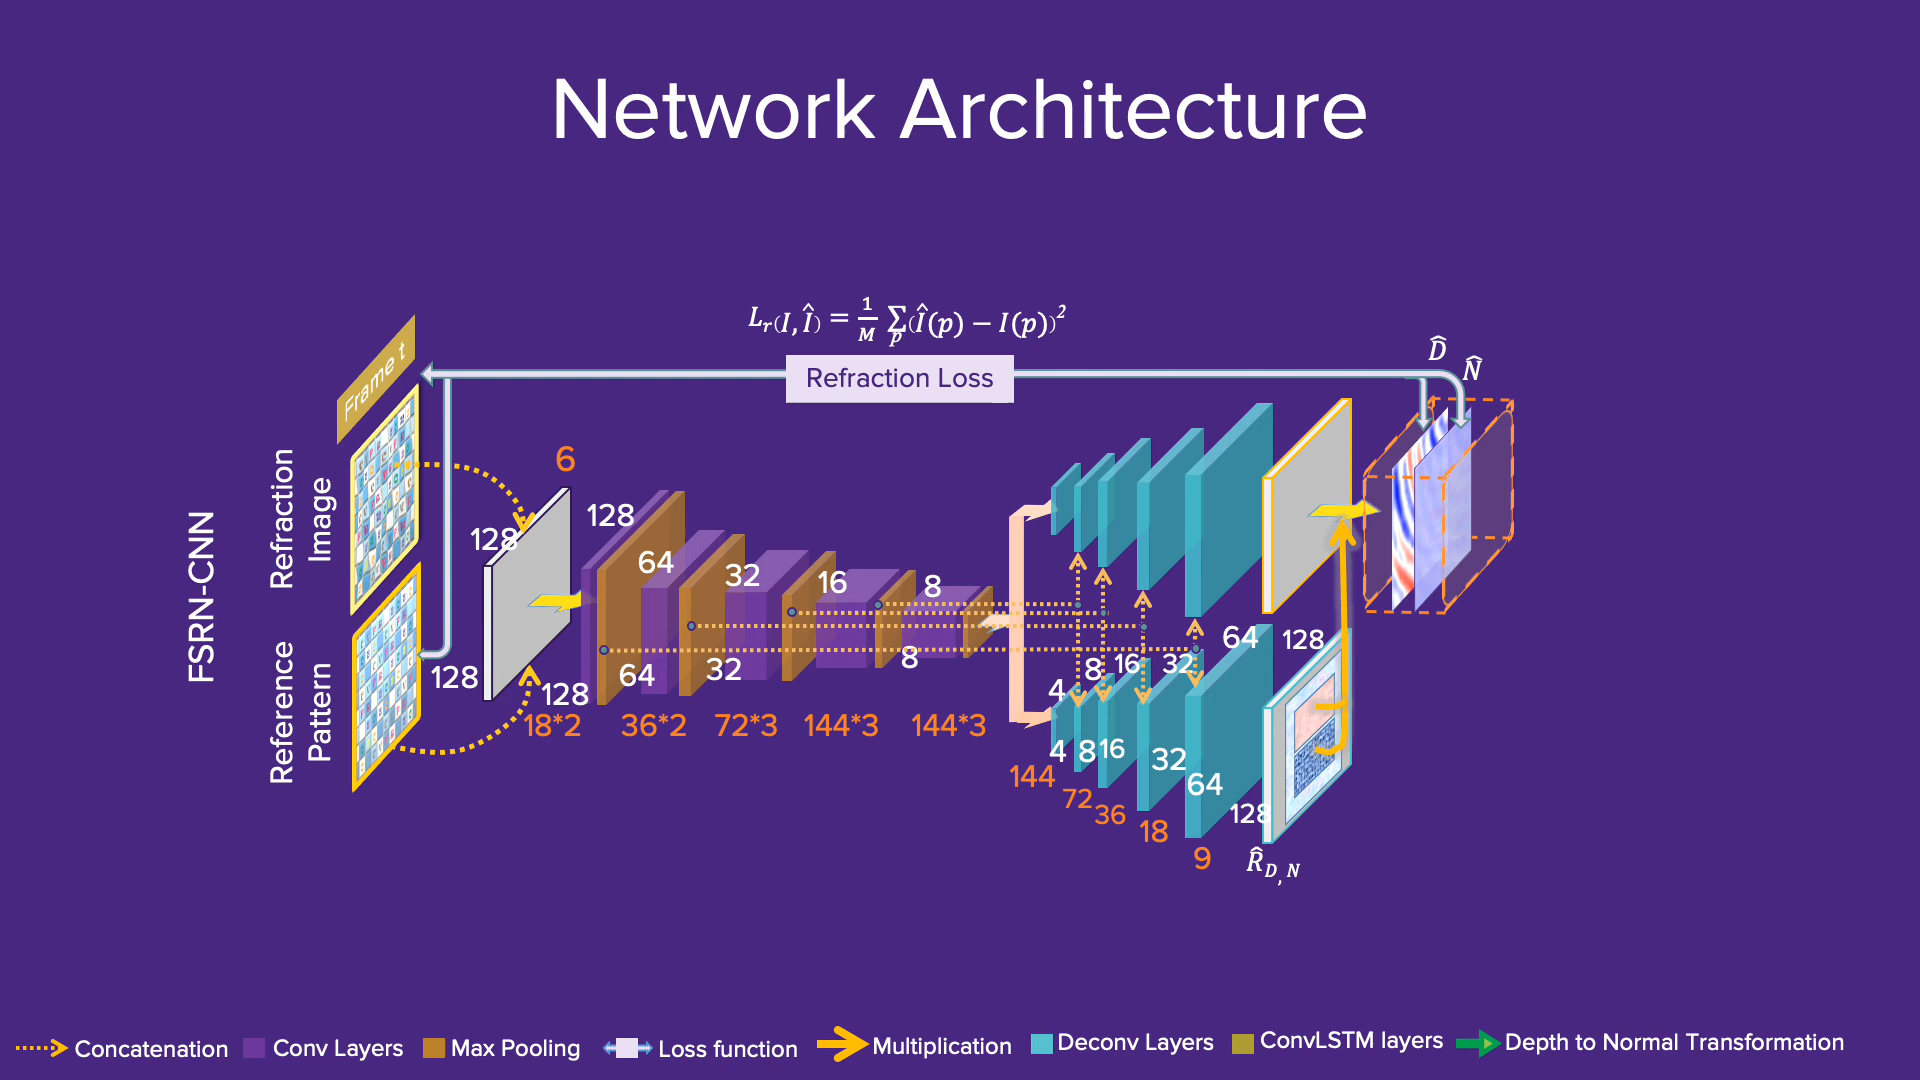 Network Architecture
L_r(I, Î) = 1/M ∑_p (Î(p) − I(p))²
Refraction Loss
D̂
N̂
Frame t
FSRN-CNN
Refraction
Image
Reference
Pattern
6
128
128
128
128
64
64
32
32
16
8
8
18*2
36*2
72*3
144*3
144*3
4
8
16
32
64
128
4
8
16
32
64
128
144
72
36
18
9
R̂_D, N
Concatenation
Conv Layers
Max Pooling
Loss function
Multiplication
Deconv Layers
ConvLSTM layers
Depth to Normal Transformation